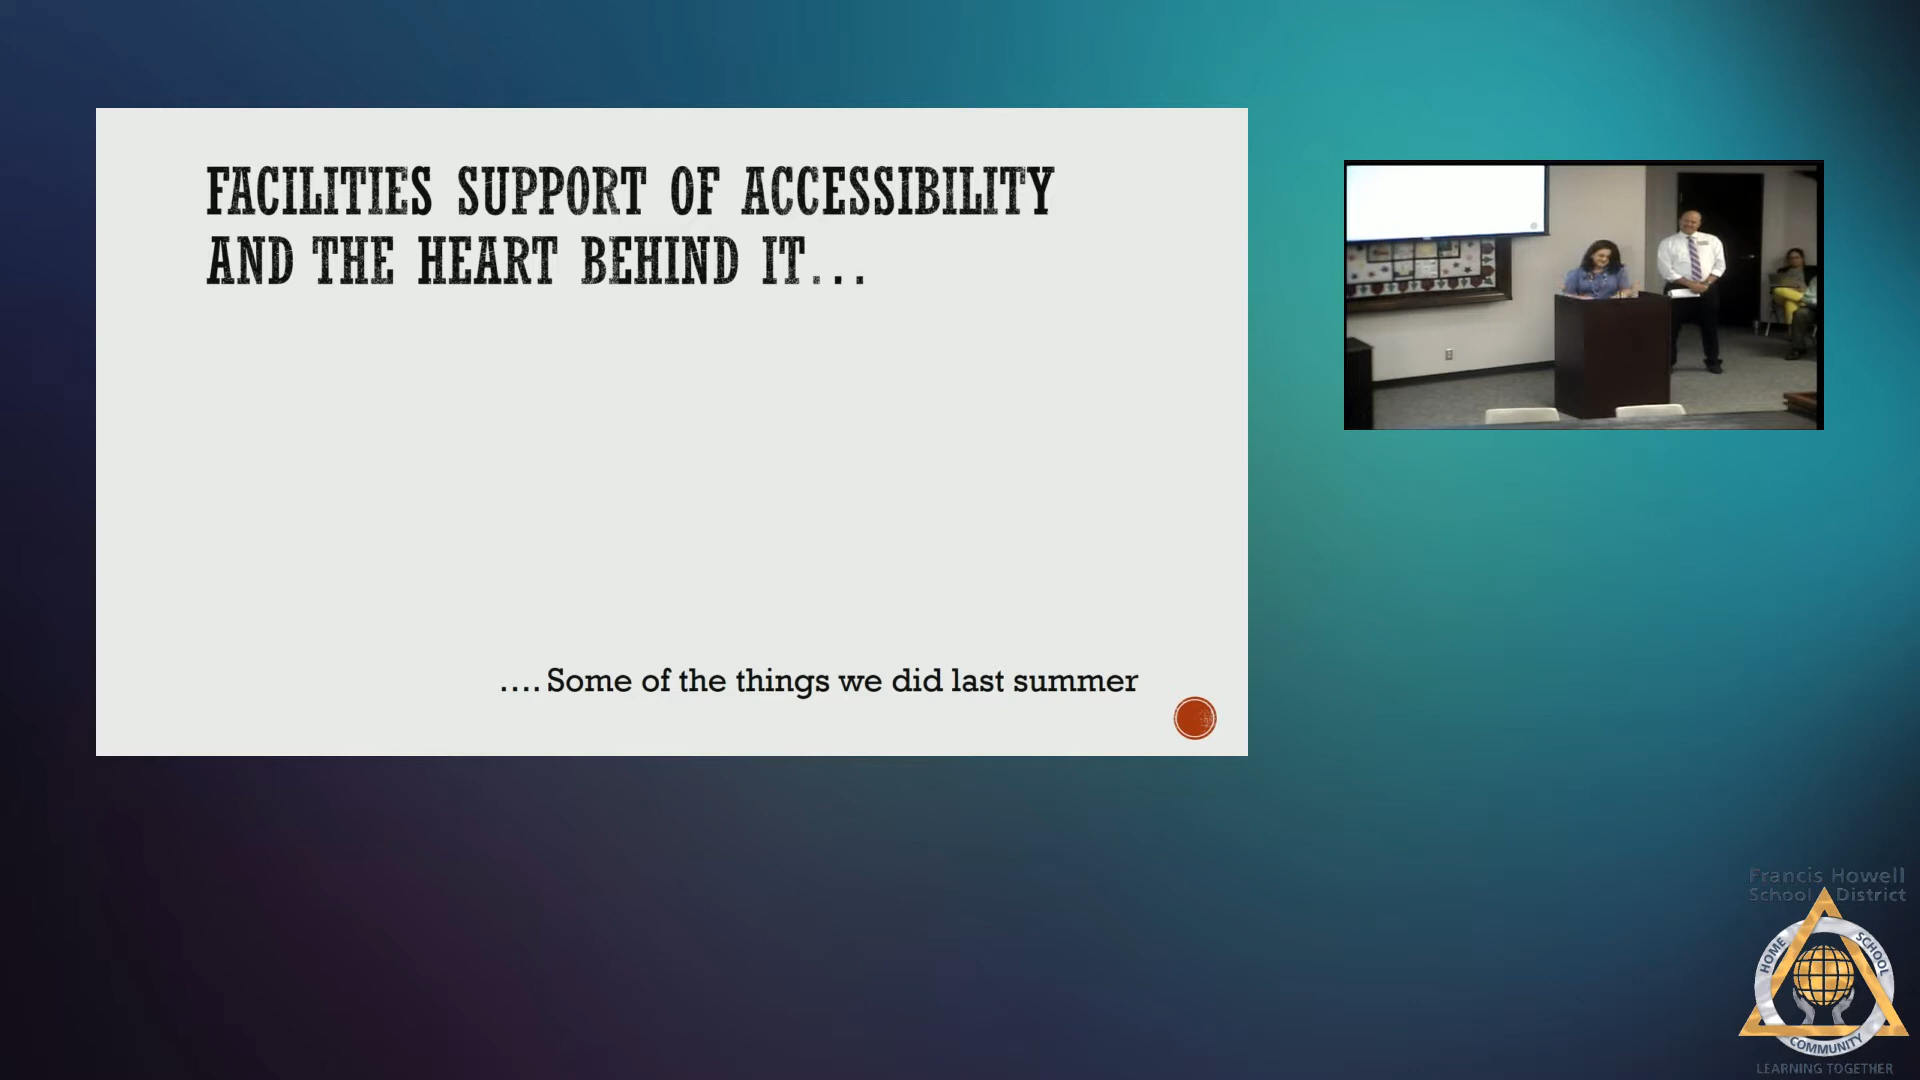 FACILITIES SUPPORT OF ACCESSIBILITY
AND THE HEART BEHIND IT...
....Some of the things we did last summer
Francis Howell
School District
HOME
SCHOOL
COMMUNITY
LEARNING TOGETHER